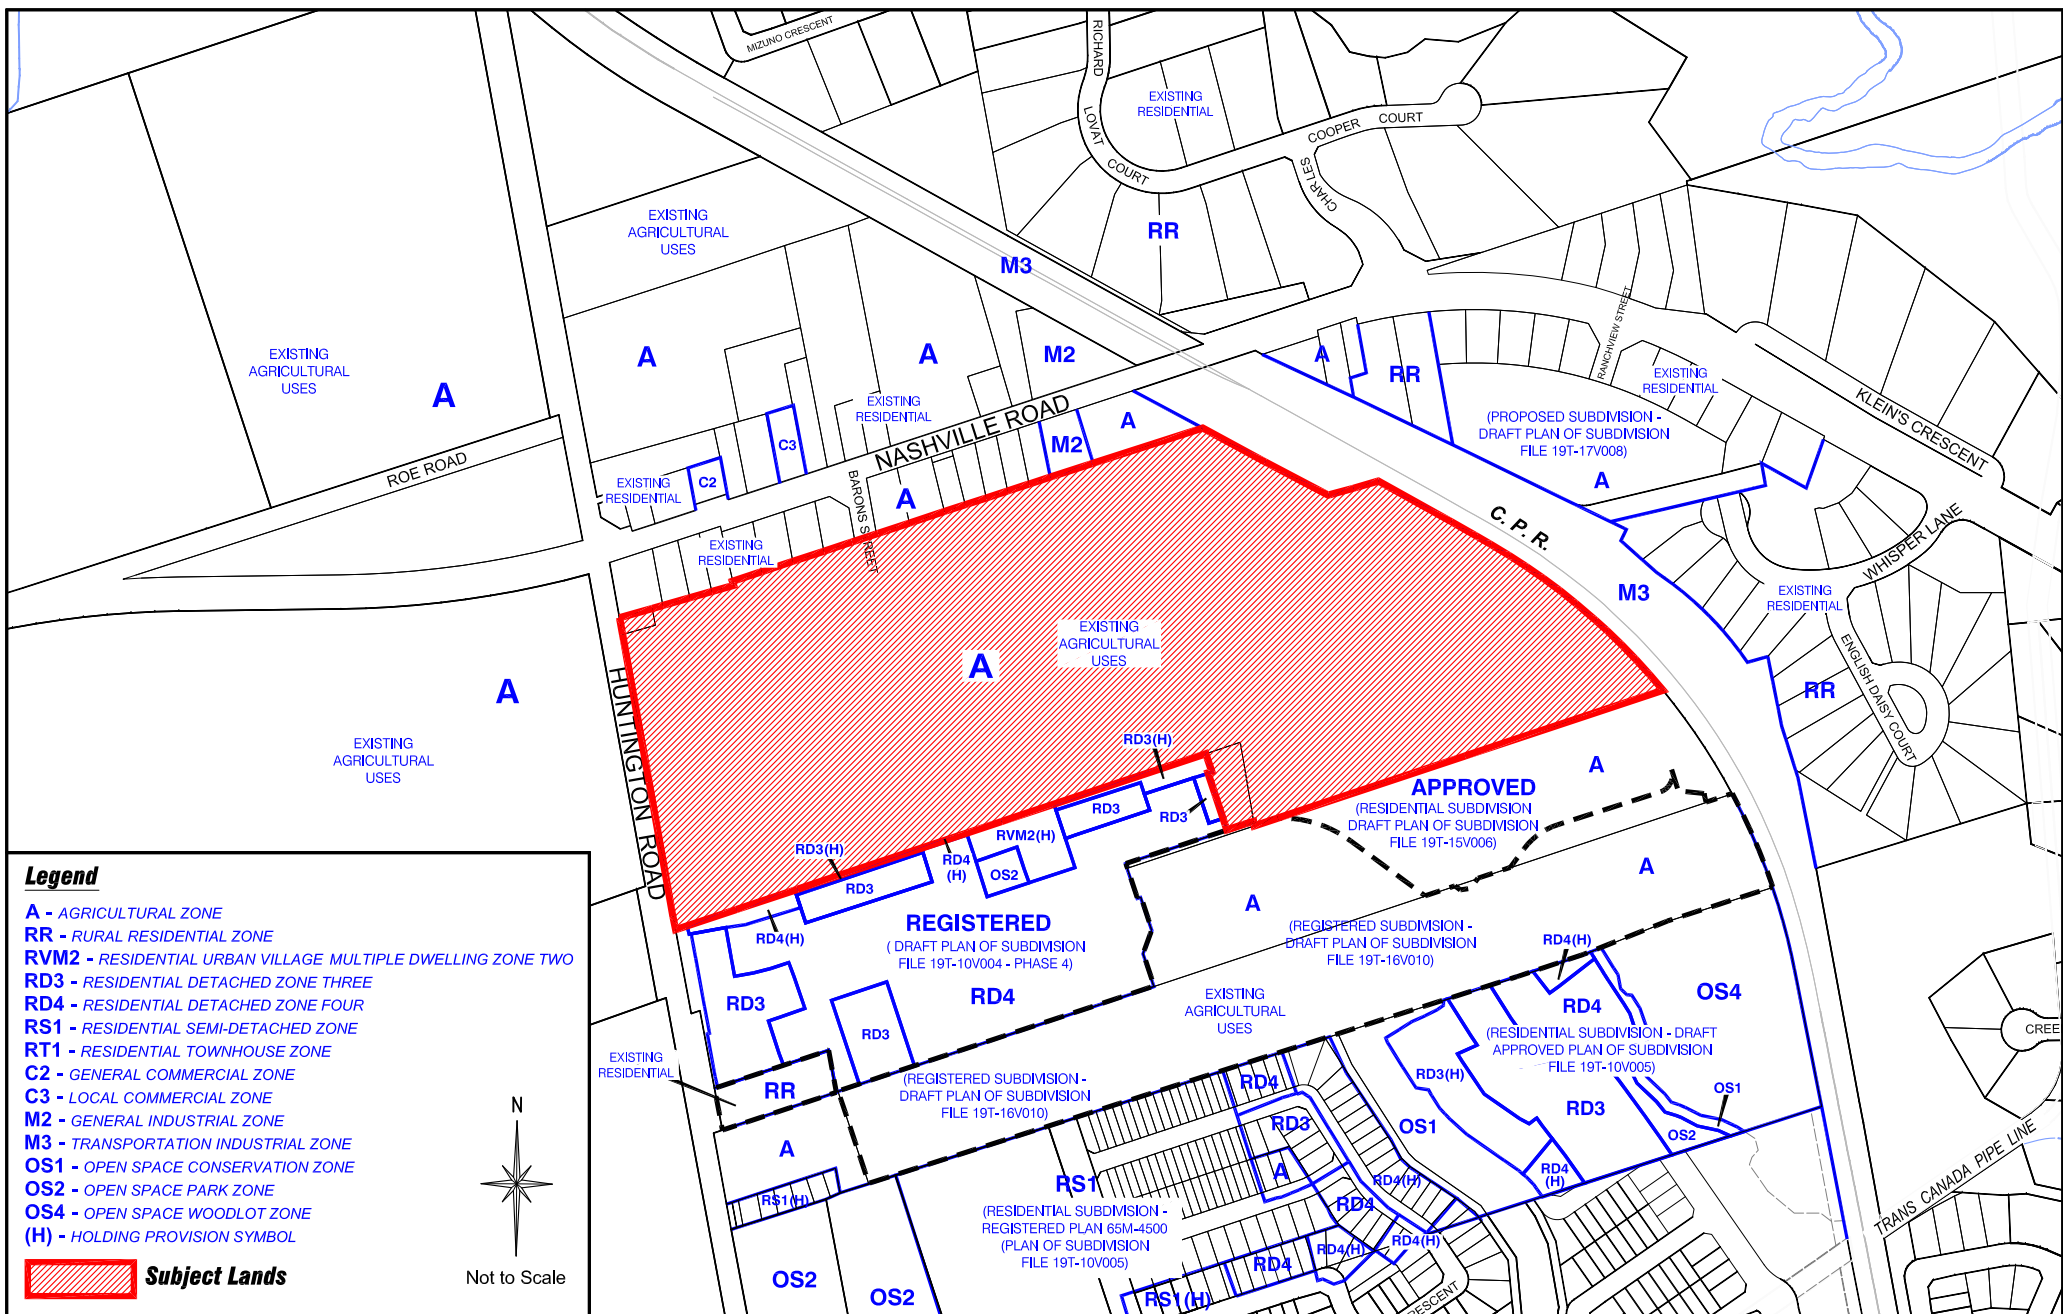 MIZUNO CRESCENT
RICHARD
LOVAT
COURT
EXISTING
RESIDENTIAL
COOPER COURT
CHARLES
RR
EXISTING
AGRICULTURAL
USES
M3
EXISTING
AGRICULTURAL
USES
A
A
A
M2
EXISTING
RESIDENTIAL
NASHVILLE ROAD
C3
C2
EXISTING
RESIDENTIAL
ROE ROAD
BARONS STREET
A
M2
A
EXISTING
RESIDENTIAL
A
RR
RANCHVIEW STREET
EXISTING
RESIDENTIAL
KLEIN'S CRESCENT
(PROPOSED SUBDIVISION -
DRAFT PLAN OF SUBDIVISION
FILE 19T-17V008)
A
C. P. R.
WHISPER LANE
M3
EXISTING
RESIDENTIAL
ENGLISH DAISY COURT
RR
EXISTING
AGRICULTURAL
USES
A
A
EXISTING
AGRICULTURAL
USES
HUNTINGTON ROAD
RD3(H)
RD3
RD3
RVM2(H)
OS2
RD4
(H)
RD3(H)
RD3
RD4(H)
A
APPROVED
(RESIDENTIAL SUBDIVISION
DRAFT PLAN OF SUBDIVISION
FILE 19T-15V006)
A
A
REGISTERED
( DRAFT PLAN OF SUBDIVISION
FILE 19T-10V004 - PHASE 4)
RD4
RD3
RD3
(REGISTERED SUBDIVISION -
DRAFT PLAN OF SUBDIVISION
FILE 19T-16V010)
EXISTING
AGRICULTURAL
USES
RD4(H)
RD4
OS4
(RESIDENTIAL SUBDIVISION - DRAFT
APPROVED PLAN OF SUBDIVISION
FILE 19T-10V005)
RD3(H)
RD3
OS1
OS1
OS2
RD4
(H)
CREE
TRANS CANADA PIPE LINE
EXISTING
RESIDENTIAL
RR
(REGISTERED SUBDIVISION -
DRAFT PLAN OF SUBDIVISION
FILE 19T-16V010)
A
RS1(H)
OS2
OS2
RD4
RD3
A
RD4(H)
RD4
RD4(H)
RD4(H)
RD4
RS1(H)
RS1
(RESIDENTIAL SUBDIVISION -
REGISTERED PLAN 65M-4500
(PLAN OF SUBDIVISION
FILE 19T-10V005)
RESCENT
Legend
A - AGRICULTURAL ZONE
RR - RURAL RESIDENTIAL ZONE
RVM2 - RESIDENTIAL URBAN VILLAGE MULTIPLE DWELLING ZONE TWO
RD3 - RESIDENTIAL DETACHED ZONE THREE
RD4 - RESIDENTIAL DETACHED ZONE FOUR
RS1 - RESIDENTIAL SEMI-DETACHED ZONE
RT1 - RESIDENTIAL TOWNHOUSE ZONE
C2 - GENERAL COMMERCIAL ZONE
C3 - LOCAL COMMERCIAL ZONE
M2 - GENERAL INDUSTRIAL ZONE
M3 - TRANSPORTATION INDUSTRIAL ZONE
OS1 - OPEN SPACE CONSERVATION ZONE
OS2 - OPEN SPACE PARK ZONE
OS4 - OPEN SPACE WOODLOT ZONE
(H) - HOLDING PROVISION SYMBOL
Subject Lands
N
Not to Scale